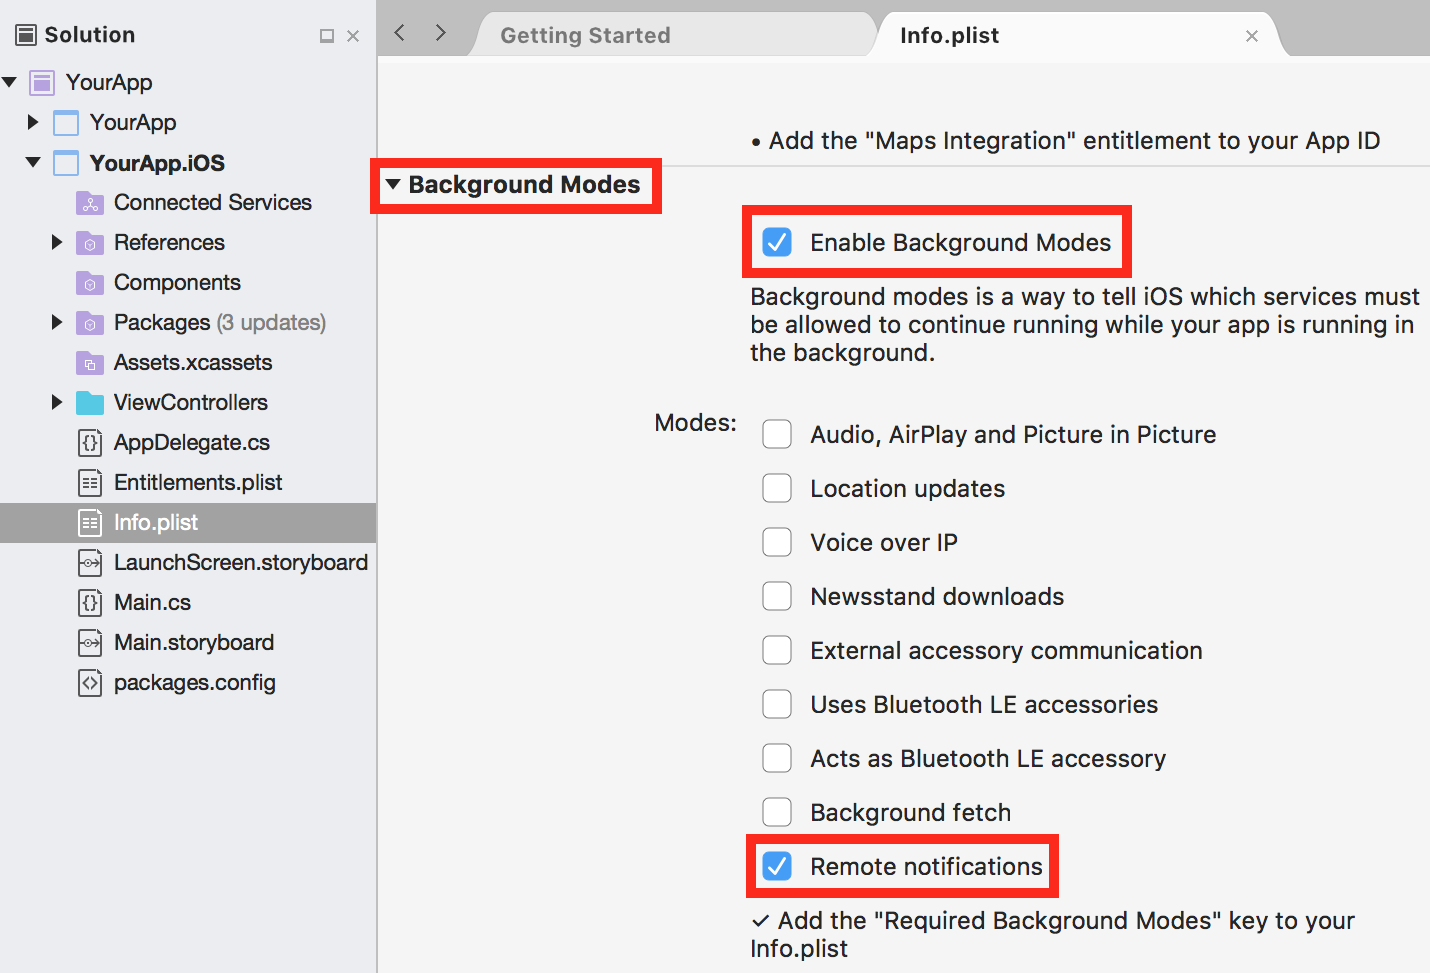 Solution
YourApp
YourApp
YourApp.iOS
Connected Services
References
Components
Packages (3 updates)
Assets.xcassets
ViewControllers
AppDelegate.cs
Entitlements.plist
Info.plist
LaunchScreen.storyboard
Main.cs
Main.storyboard
packages.config
Getting Started
Info.plist
• Add the "Maps Integration" entitlement to your App ID
Background Modes
Enable Background Modes
Background modes is a way to tell iOS which services must
be allowed to continue running while your app is running in
the background.
Modes:
Audio, AirPlay and Picture in Picture
Location updates
Voice over IP
Newsstand downloads
External accessory communication
Uses Bluetooth LE accessories
Acts as Bluetooth LE accessory
Background fetch
Remote notifications
✓ Add the "Required Background Modes" key to your
Info.plist